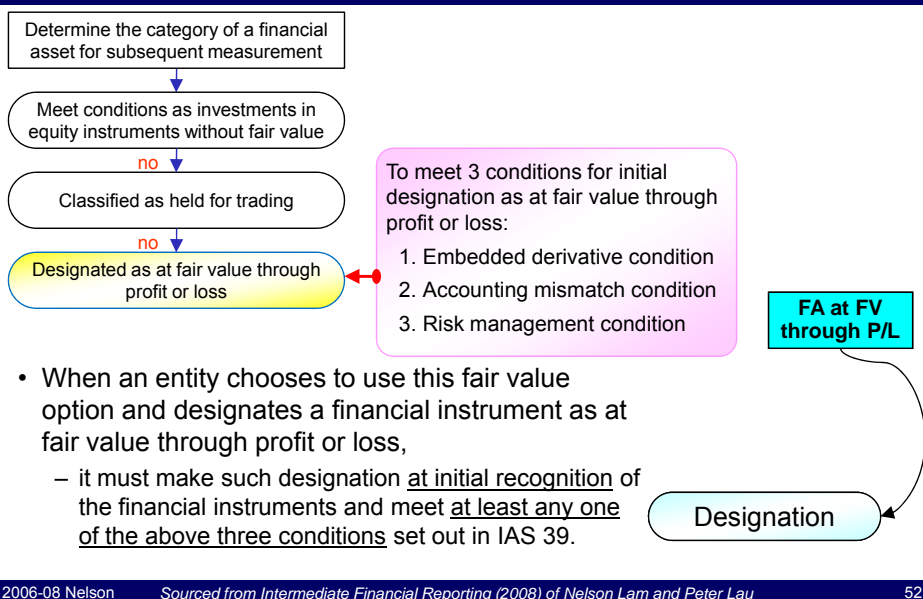 Determine the category of a financial
asset for subsequent measurement
Meet conditions as investments in
equity instruments without fair value
no
Classified as held for trading
no
Designated as at fair value through
profit or loss
To meet 3 conditions for initial
designation as at fair value through
profit or loss:
1. Embedded derivative condition
2. Accounting mismatch condition
3. Risk management condition
FA at FV
through P/L
• When an entity chooses to use this fair value
option and designates a financial instrument as at
fair value through profit or loss,
– it must make such designation at initial recognition of
the financial instruments and meet at least any one
of the above three conditions set out in IAS 39.
Designation
2006-08 Nelson Sourced from Intermediate Financial Reporting (2008) of Nelson Lam and Peter Lau 52